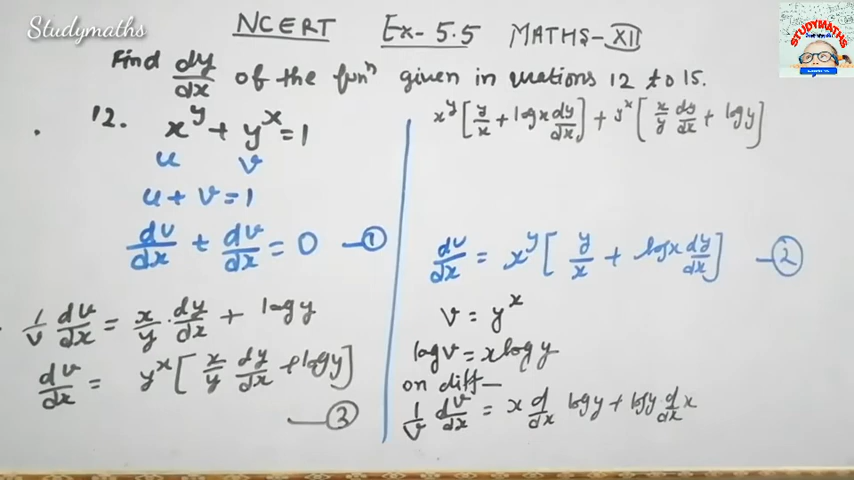 Studymaths
NCERT Ex- 5.5 MATHS-XII
STUDYMATHS
Find dy/dx of the funⁿ given in uations 12 to 15.
12. x^y + y^x = 1
u v
u + v = 1
du/dx + dv/dx = 0 —①
1/v dv/dx = x/y . dy/dx + log y
dv/dx = y^x [ x/y dy/dx + log y]
—③
x^y [ y/x + log x dy/dx ] + y^x [ x/y dy/dx + log y ]
du/dx = x^y [ y/x + log x dy/dx ] —②
v = y^x
log v = x log y
on diff—
1/v dv/dx = x d/dx log y + log y d/dx x